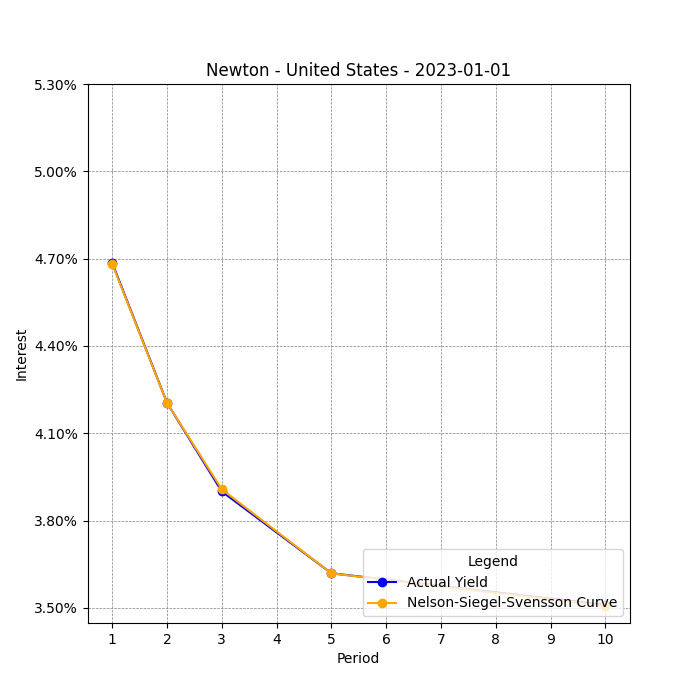 Newton - United States - 2023-01-01
5.30%
5.00%
4.70%
4.40%
4.10%
3.80%
3.50%
Interest
1 2 3 4 5 6 7 8 9 10
Period
Legend
Actual Yield
Nelson-Siegel-Svensson Curve